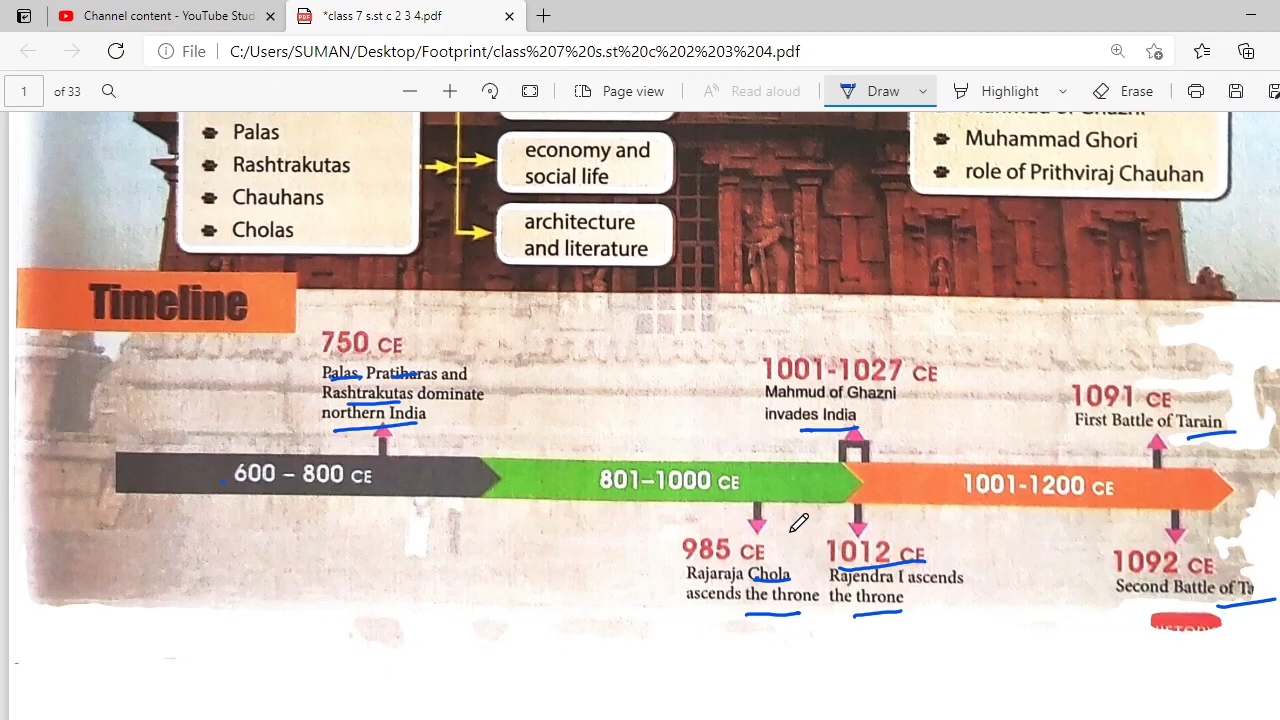 Channel content - YouTube Stud
*class 7 s.st c 2 3 4.pdf
File
C:/Users/SUMAN/Desktop/Footprint/class%207%20s.st%20c%202%203%204.pdf
1 of 33
Page view
Read aloud
Draw
Highlight
Erase
Palas
Rashtrakutas
Chauhans
Cholas
economy and
social life
architecture
and literature
Muhammad Ghori
role of Prithviraj Chauhan
Timeline
750 CE
Palas, Pratiharas and
Rashtrakutas dominate
northern India
1001-1027 CE
Mahmud of Ghazni
invades India
1091 CE
First Battle of Tarain
600 – 800 CE
801–1000 CE
1001-1200 CE
985 CE
Rajaraja Chola
ascends the throne
1012 CE
Rajendra I ascends
the throne
1092 CE
Second Battle of Ta